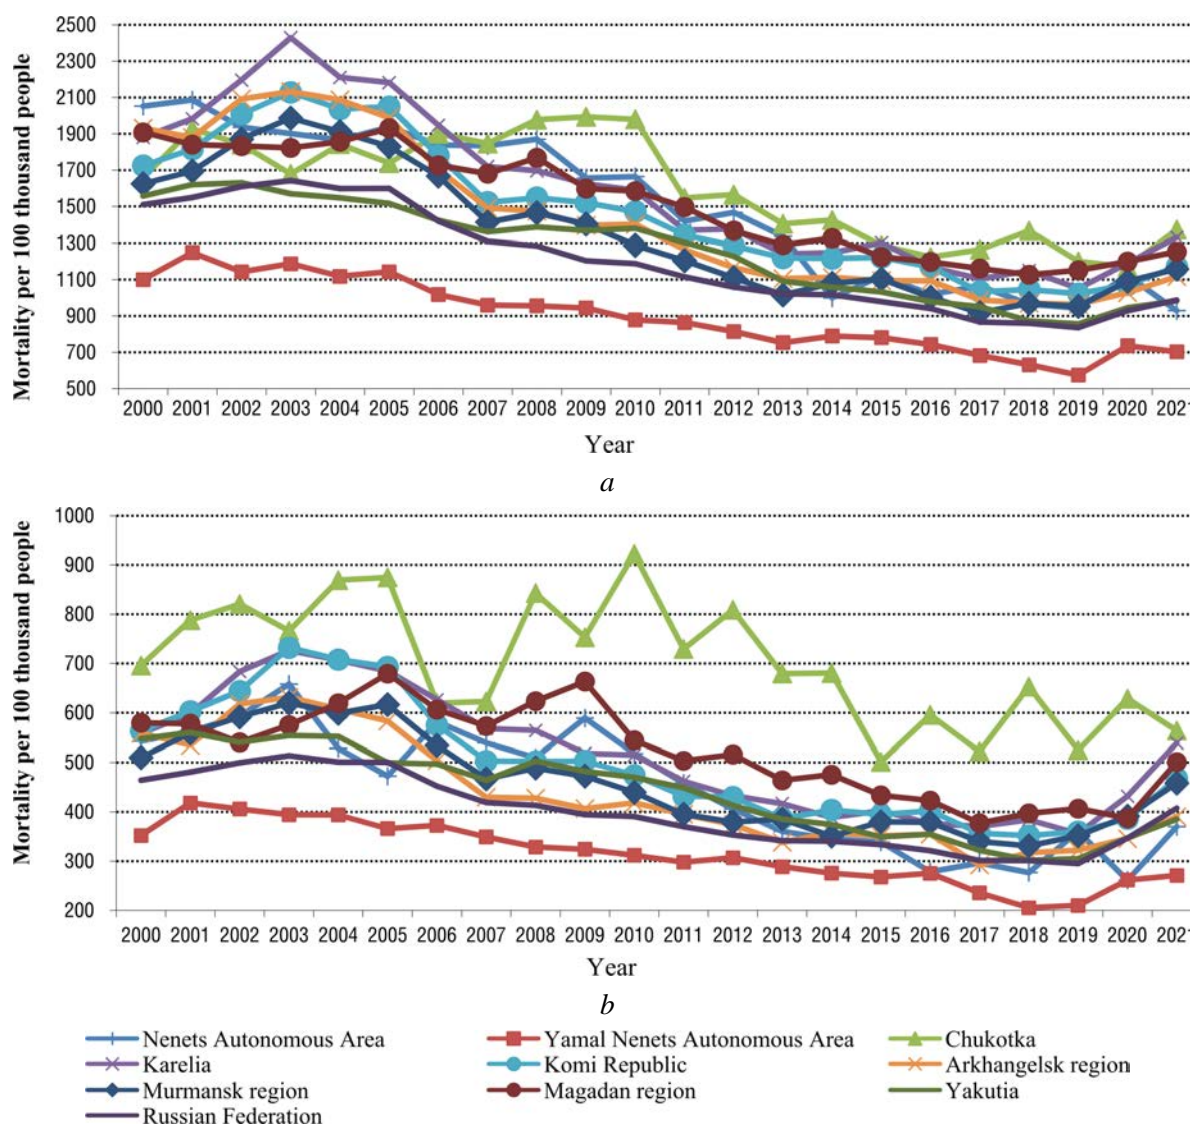 Mortality per 100 thousand people
2500
2300
2100
1900
1700
1500
1300
1100
900
700
500
2000 2001 2002 2003 2004 2005 2006 2007 2008 2009 2010 2011 2012 2013 2014 2015 2016 2017 2018 2019 2020 2021
Year
a
Mortality per 100 thousand people
1000
900
800
700
600
500
400
300
200
2000 2001 2002 2003 2004 2005 2006 2007 2008 2009 2010 2011 2012 2013 2014 2015 2016 2017 2018 2019 2020 2021
Year
b
Nenets Autonomous Area Yamal Nenets Autonomous Area Chukotka
Karelia Komi Republic Arkhangelsk region
Murmansk region Magadan region Yakutia
Russian Federation